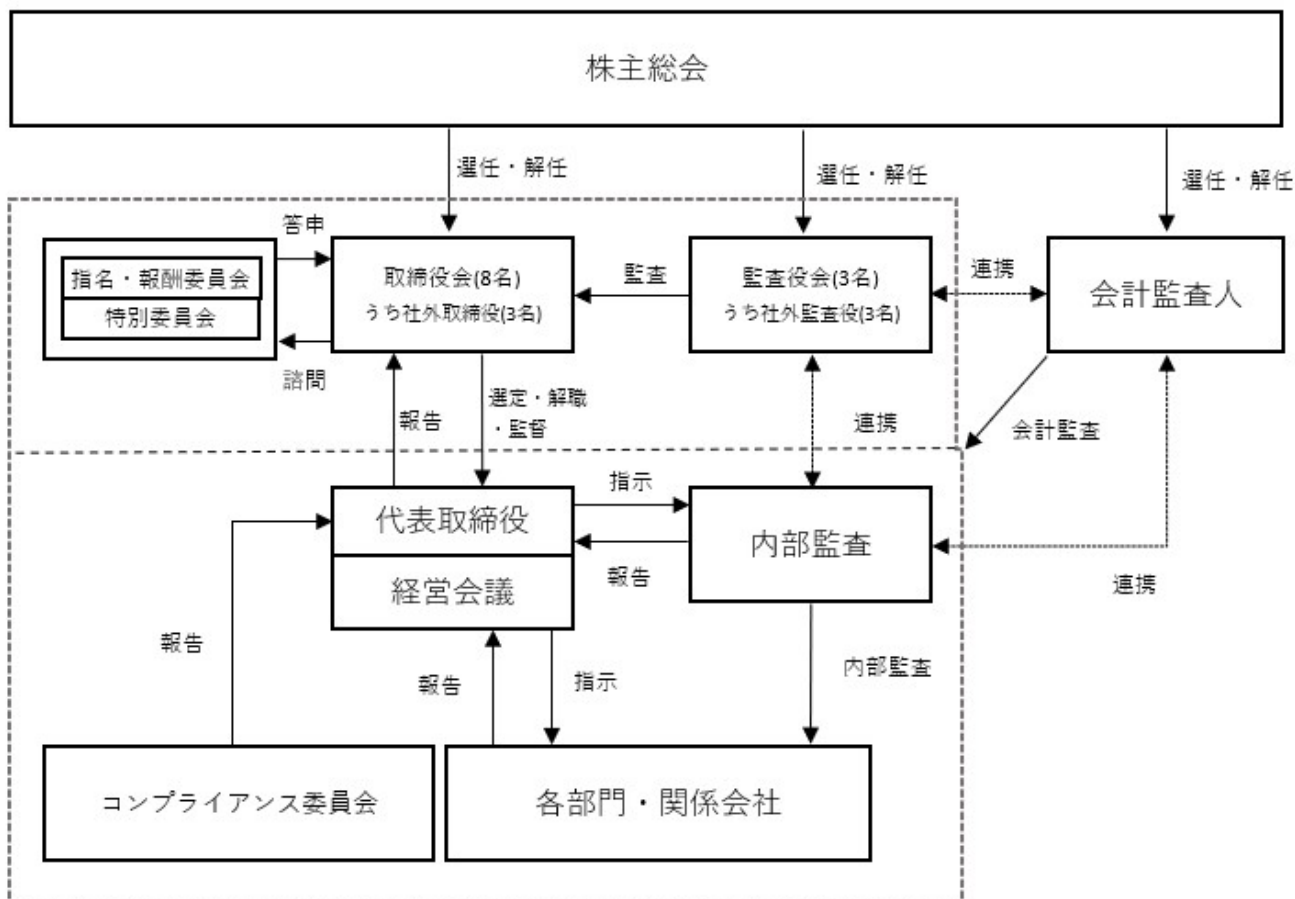 株主総会
選任・解任
選任・解任
選任・解任
答申
指名・報酬委員会
特別委員会
諮問
取締役会(8名)
うち社外取締役(3名)
監査
監査役会(3名)
うち社外監査役(3名)
連携
会計監査人
報告
選定・解職
・監督
連携
会計監査
代表取締役
経営会議
指示
報告
内部監査
連携
報告
報告
指示
内部監査
コンプライアンス委員会
各部門・関係会社